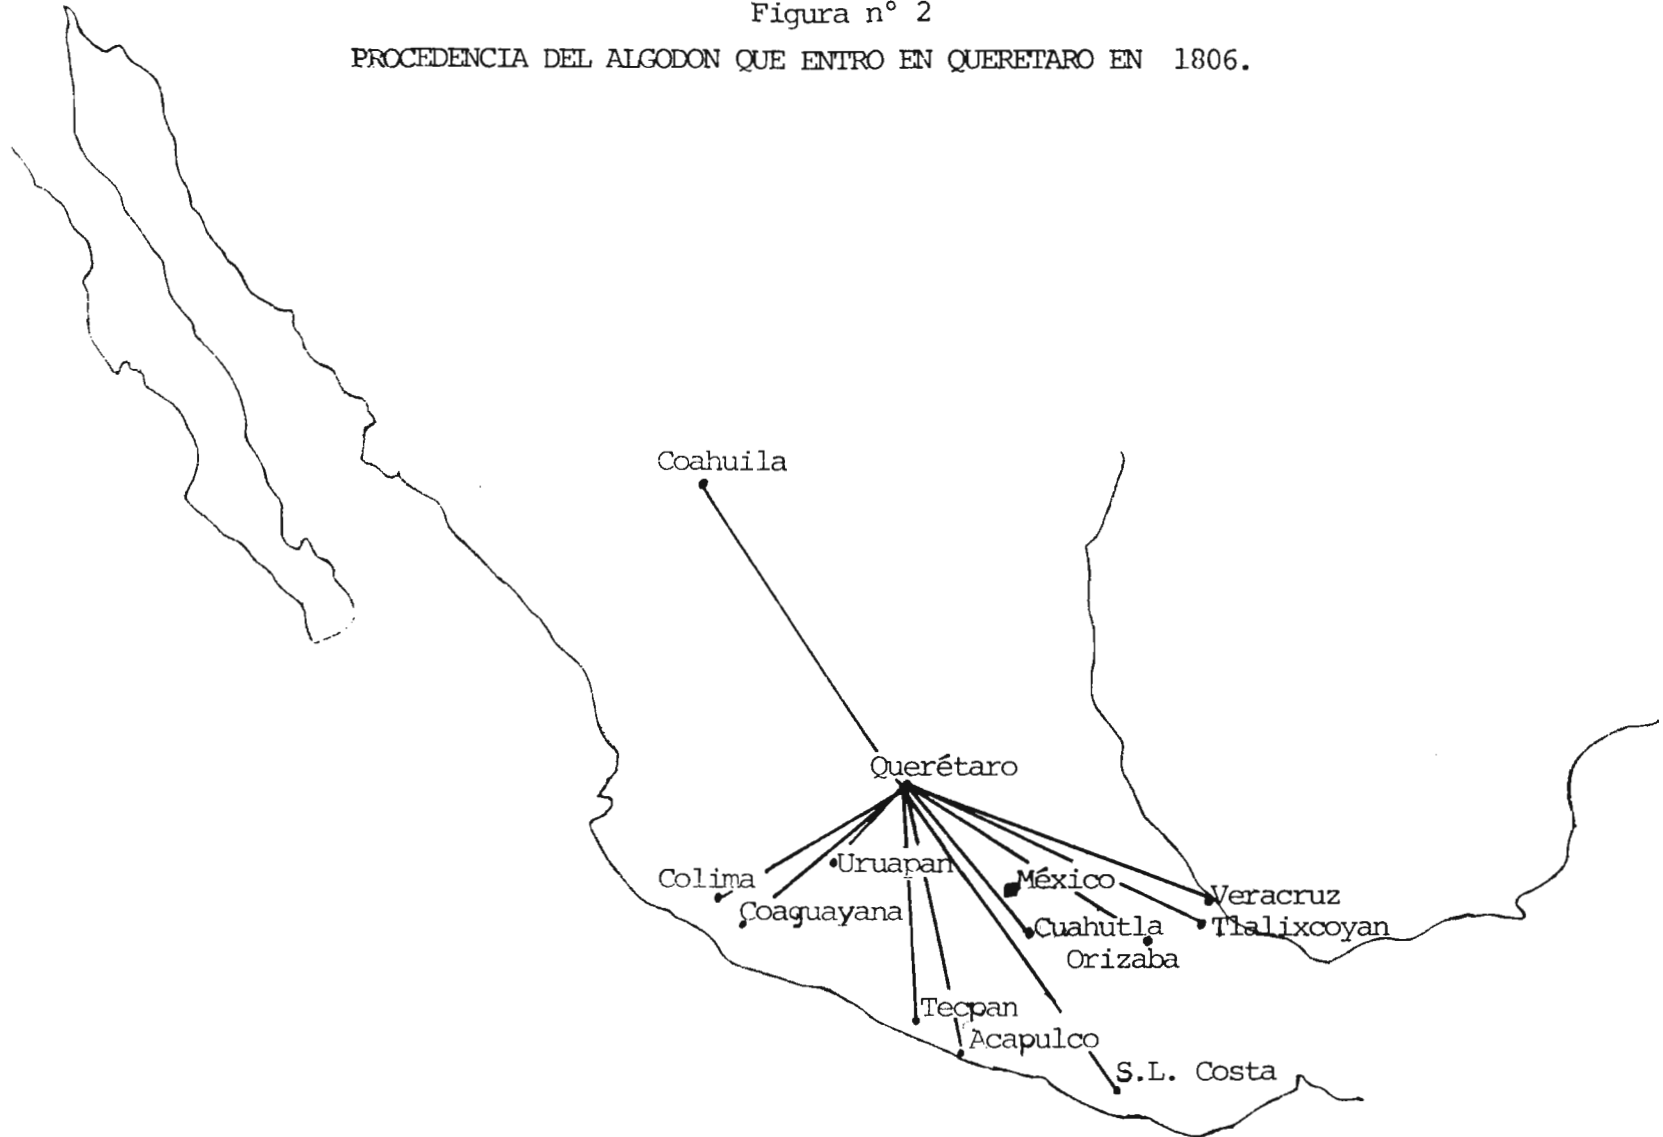 Figura n° 2
PROCEDENCIA DEL ALGODON QUE ENTRO EN QUERETARO EN 1806.
Coahuila
Querétaro
Uruapan
Colima
México
Veracruz
Coaguayana
Cuahutla
Tlalixcoyan
Orizaba
Tecpan
Acapulco
S.L. Costa